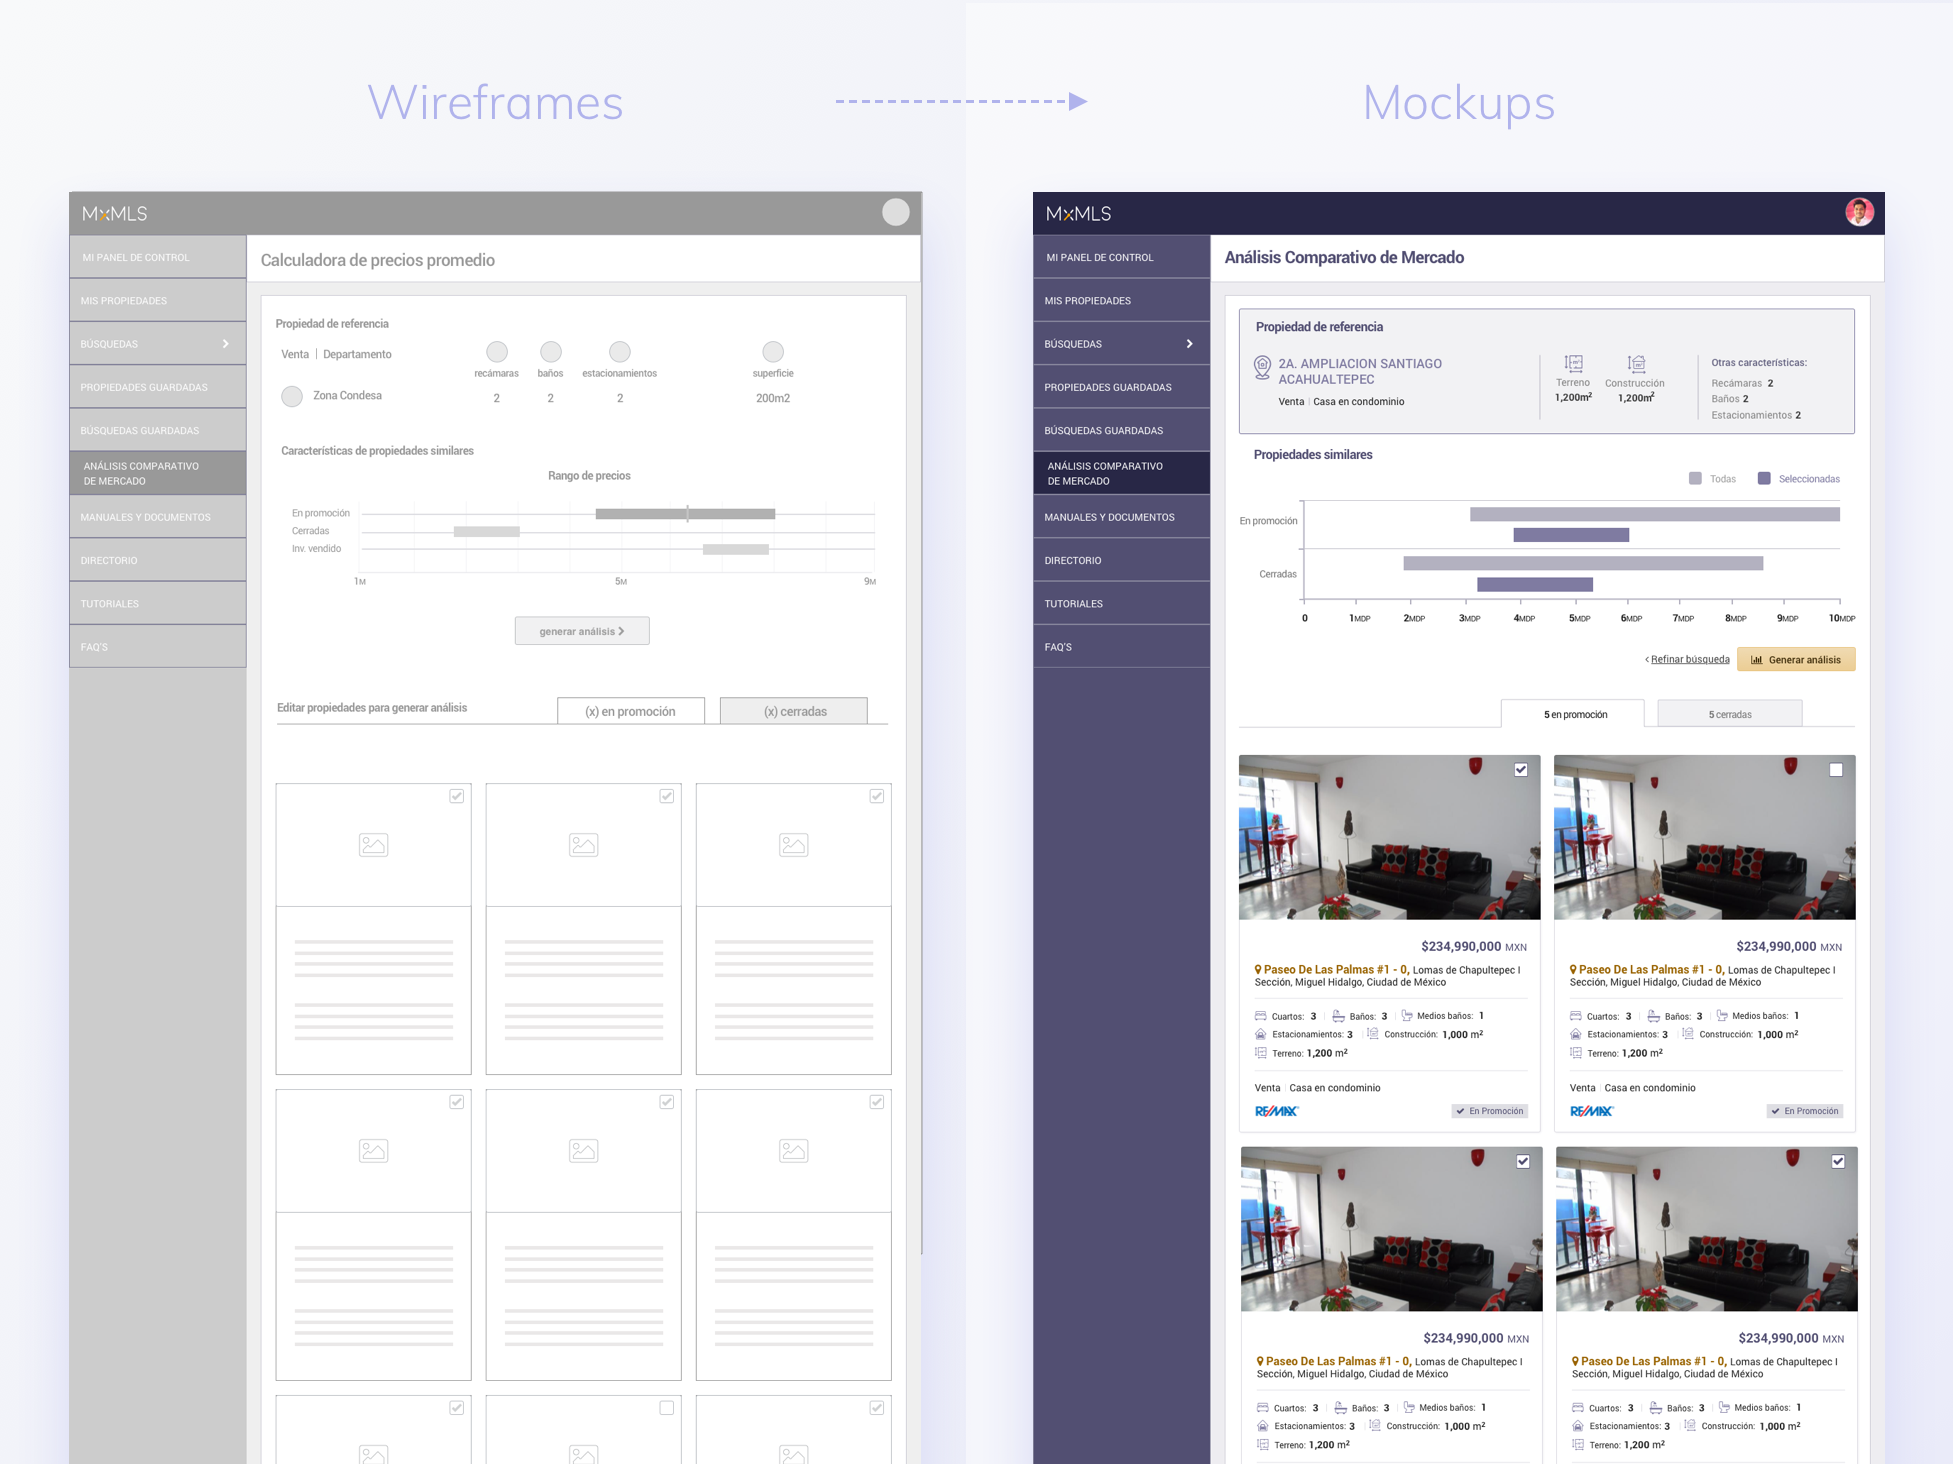 Wireframes
Mockups
MxMLS
MI PANEL DE CONTROL
MIS PROPIEDADES
BÚSQUEDAS
PROPIEDADES GUARDADAS
BÚSQUEDAS GUARDADAS
ANÁLISIS COMPARATIVO
DE MERCADO
MANUALES Y DOCUMENTOS
DIRECTORIO
TUTORIALES
FAQ'S
Calculadora de precios promedio
Propiedad de referencia
Venta | Departamento
Zona Condesa
recámaras
2
baños
2
estacionamientos
2
superficie
200m2
Características de propiedades similares
Rango de precios
En promoción
Cerradas
Inv. vendido
1M 5M 9M
generar análisis
Editar propiedades para generar análisis
(x) en promoción
(x) cerradas
MxMLS
MI PANEL DE CONTROL
MIS PROPIEDADES
BÚSQUEDAS
PROPIEDADES GUARDADAS
BÚSQUEDAS GUARDADAS
ANÁLISIS COMPARATIVO
DE MERCADO
MANUALES Y DOCUMENTOS
DIRECTORIO
TUTORIALES
FAQ'S
Análisis Comparativo de Mercado
Propiedad de referencia
2A. AMPLIACION SANTIAGO
ACAHUALTEPEC
Venta | Casa en condominio
Terreno
1,200m²
Construcción
1,200m²
Otras características:
Recámaras 2
Baños 2
Estacionamientos 2
Propiedades similares
Todas Seleccionadas
En promoción
Cerradas
0 1MDP 2MDP 3MDP 4MDP 5MDP 6MDP 7MDP 8MDP 9MDP 10MDP
Refinar búsqueda
Generar análisis
5 en promoción
5 cerradas
$234,990,000 MXN
Paseo De Las Palmas #1 - 0, Lomas de Chapultepec I
Sección, Miguel Hidalgo, Ciudad de México
Cuartos: 3 | Baños: 3 | Medios baños: 1
Estacionamientos: 3 | Construcción: 1,000 m²
Terreno: 1,200 m²
Venta | Casa en condominio
RE/MAX
En Promoción
$234,990,000 MXN
Paseo De Las Palmas #1 - 0, Lomas de Chapultepec I
Sección, Miguel Hidalgo, Ciudad de México
Cuartos: 3 | Baños: 3 | Medios baños: 1
Estacionamientos: 3 | Construcción: 1,000 m²
Terreno: 1,200 m²
Venta | Casa en condominio
RE/MAX
En Promoción
$234,990,000 MXN
Paseo De Las Palmas #1 - 0, Lomas de Chapultepec I
Sección, Miguel Hidalgo, Ciudad de México
Cuartos: 3 | Baños: 3 | Medios baños: 1
Estacionamientos: 3 | Construcción: 1,000 m²
Terreno: 1,200 m²
$234,990,000 MXN
Paseo De Las Palmas #1 - 0, Lomas de Chapultepec I
Sección, Miguel Hidalgo, Ciudad de México
Cuartos: 3 | Baños: 3 | Medios baños: 1
Estacionamientos: 3 | Construcción: 1,000 m²
Terreno: 1,200 m²